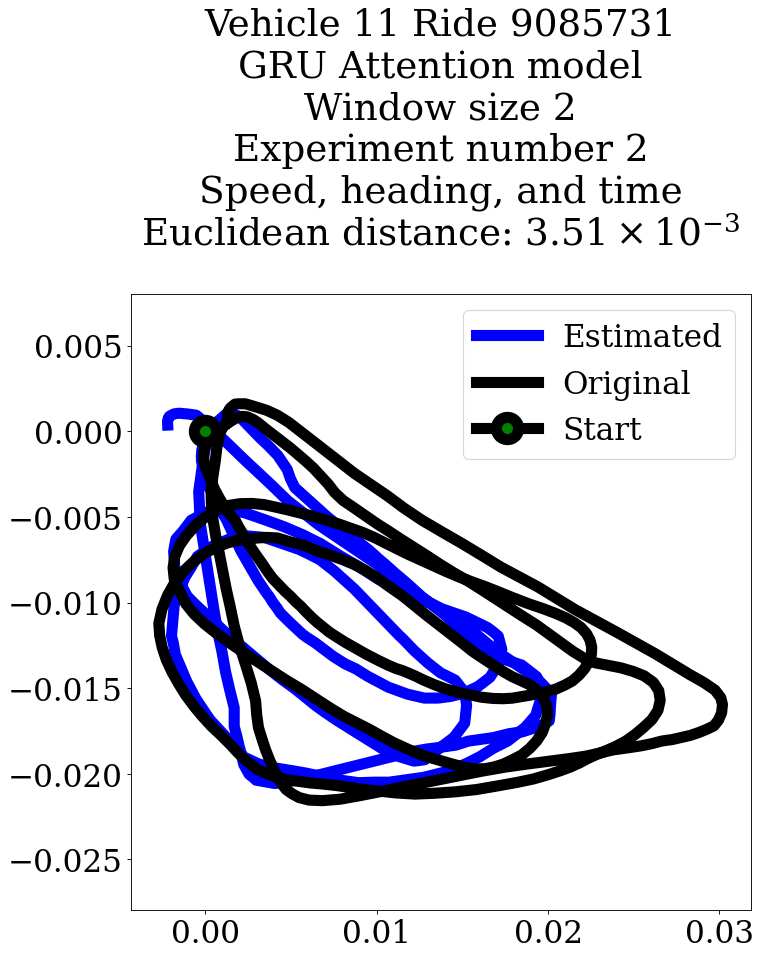 Vehicle 11 Ride 9085731
GRU Attention model
Window size 2
Experiment number 2
Speed, heading, and time
Euclidean distance: 3.51 × 10⁻³
Estimated
Original
Start
0.005
0.000
−0.005
−0.010
−0.015
−0.020
−0.025
0.00 0.01 0.02 0.03